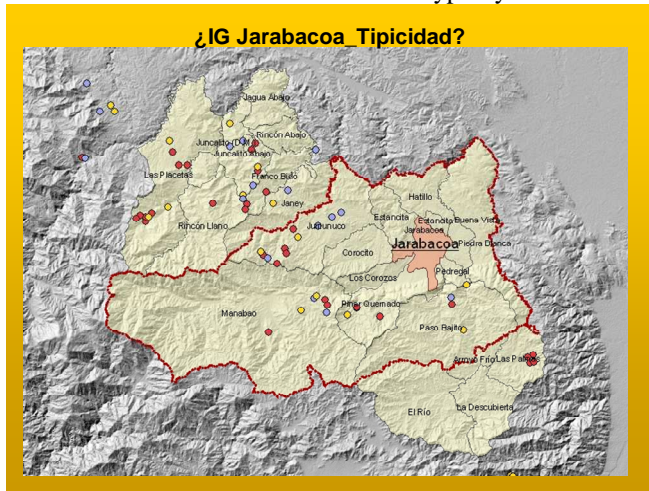 ¿IG Jarabacoa_Tipicidad?
Jagua Abajo
Rincón Abajo
Juncalito (D.M.)
Juncalito Abajo
Las Placetas
Franco Bidó
Janey
Hatillo
Rincón Llano
Jumunuco
Estancita
Estancita
Buena Vista
Jarabacoa
Jarabacoa
Piedra Blanca
Corocito
Pedregal
Los Corozos
Manabao
Pinar Quemado
Paso Bajito
Arroyo Frío
Las Palmas
El Río
La Descubierta